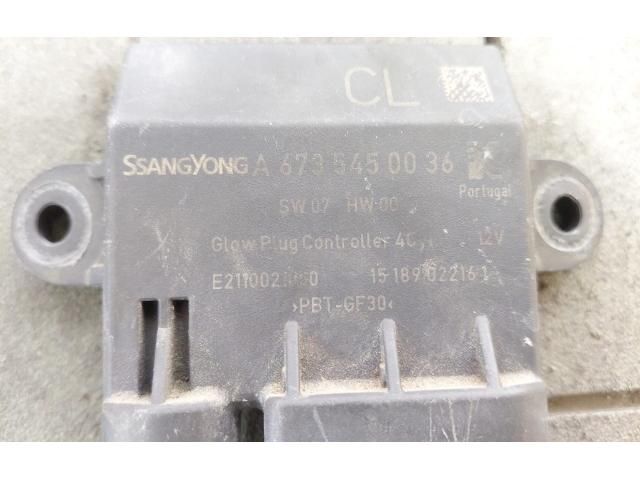 CL
SSANGYONG A 673 545 00 36
Portugal
SW 07 HW 00
Glow Plug Controller 12V
15 189 022161
>PBT-GF30<